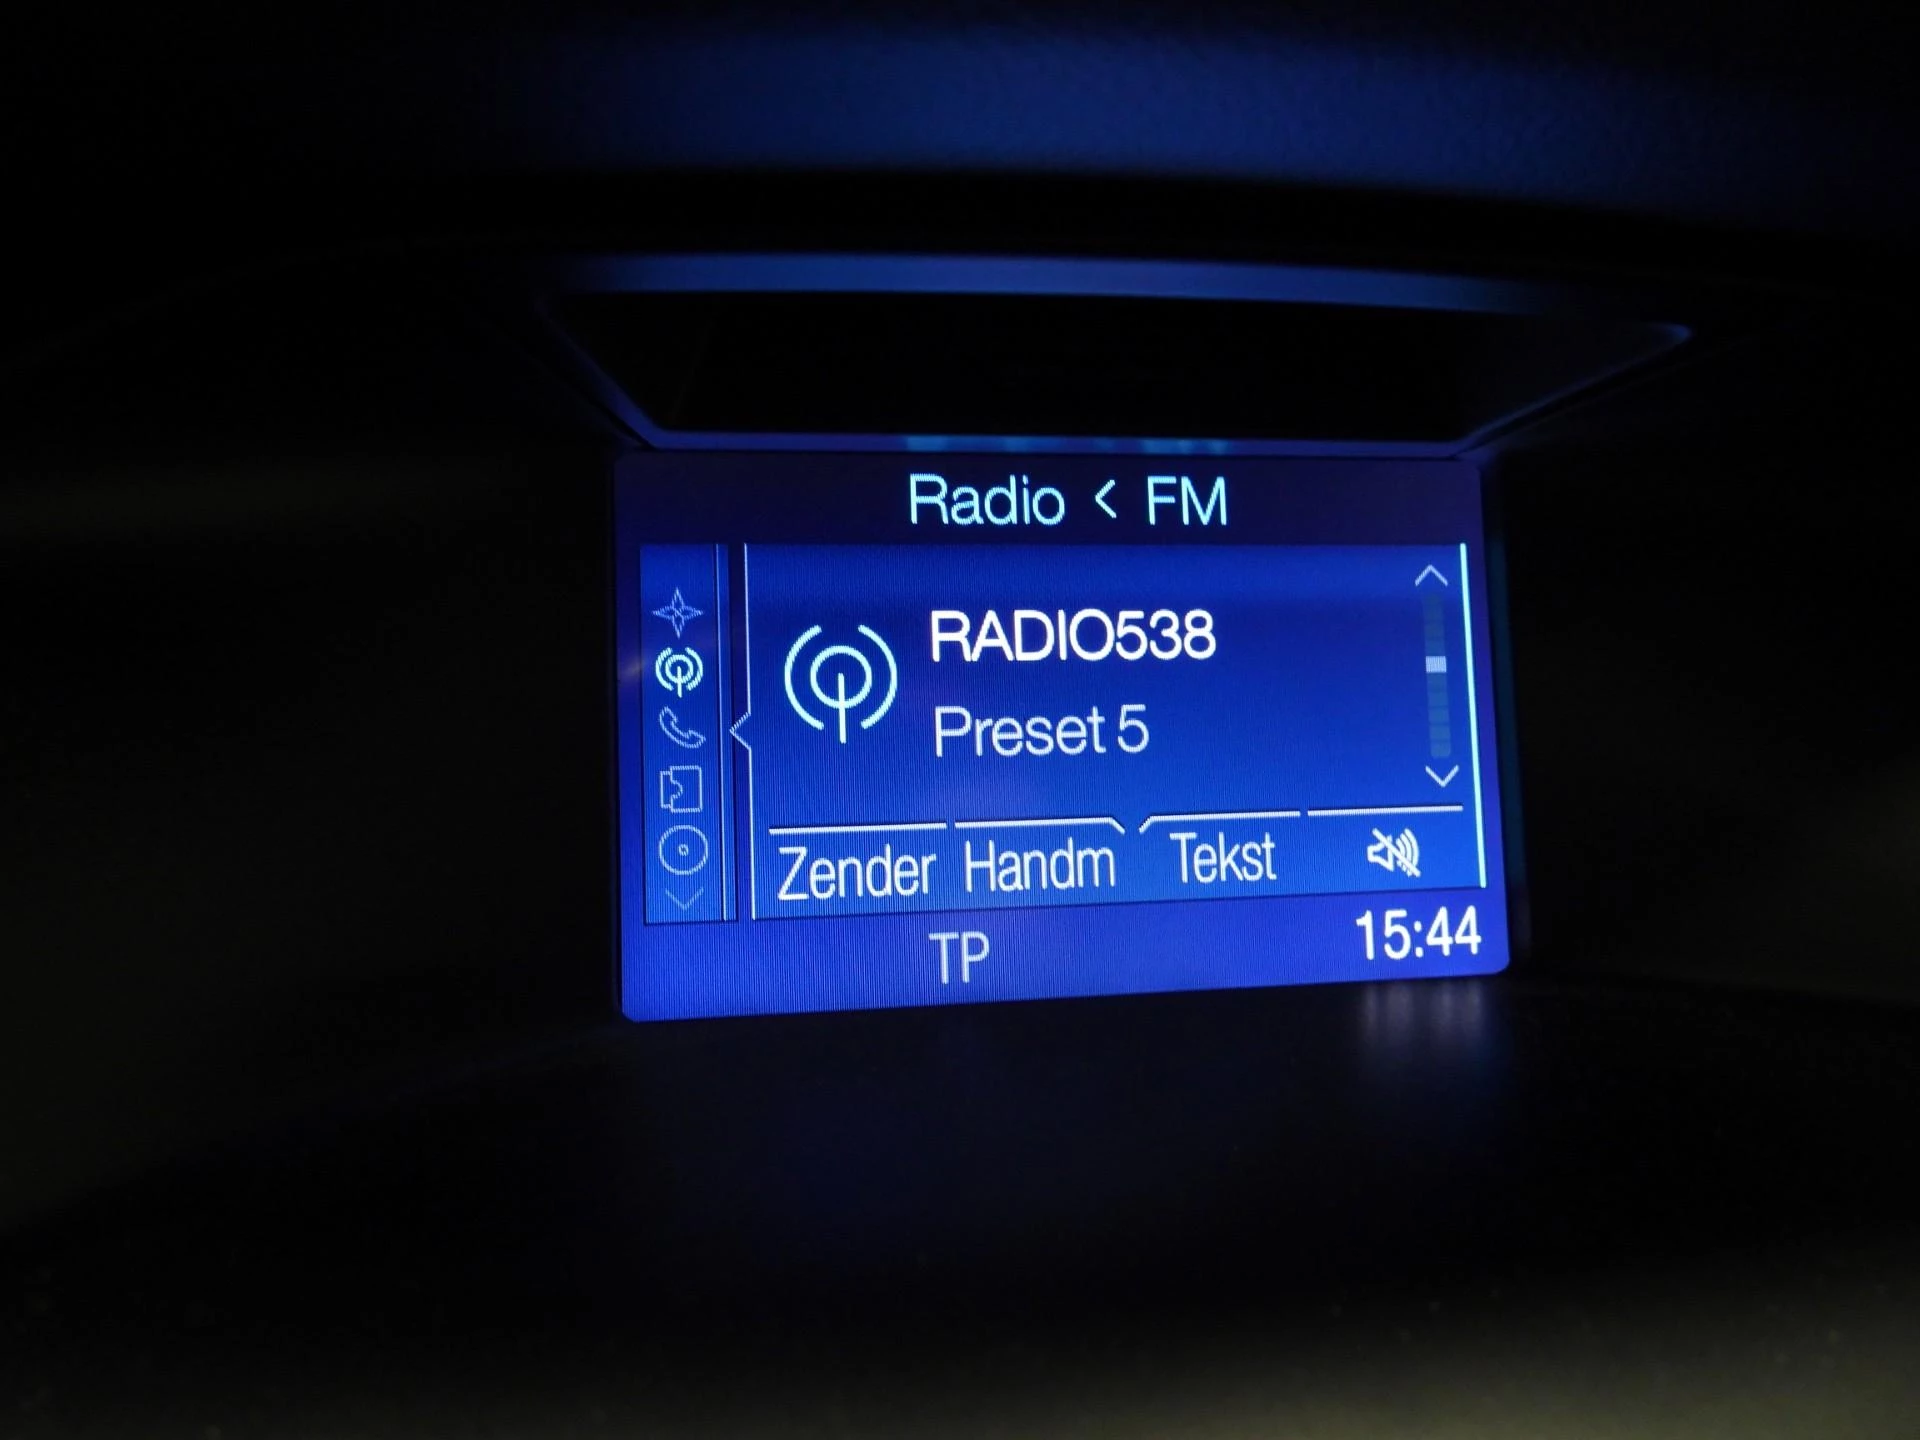 Radio < FM
RADIO538
Preset 5
Zender Handm Tekst
TP 15:44